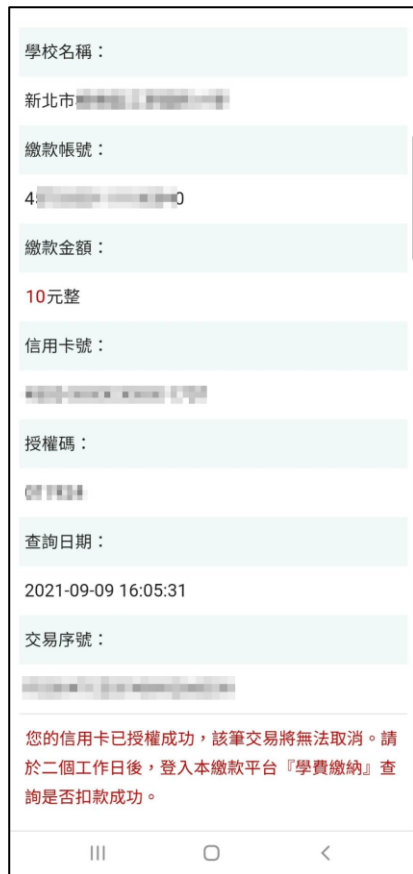 學校名稱：
新北市
繳款帳號：
4
0
繳款金額：
10元整
信用卡號：
授權碼：
查詢日期：
2021-09-09 16:05:31
交易序號：
您的信用卡已授權成功，該筆交易將無法取消。請
於二個工作日後，登入本繳款平台『學費繳納』查
詢是否扣款成功。